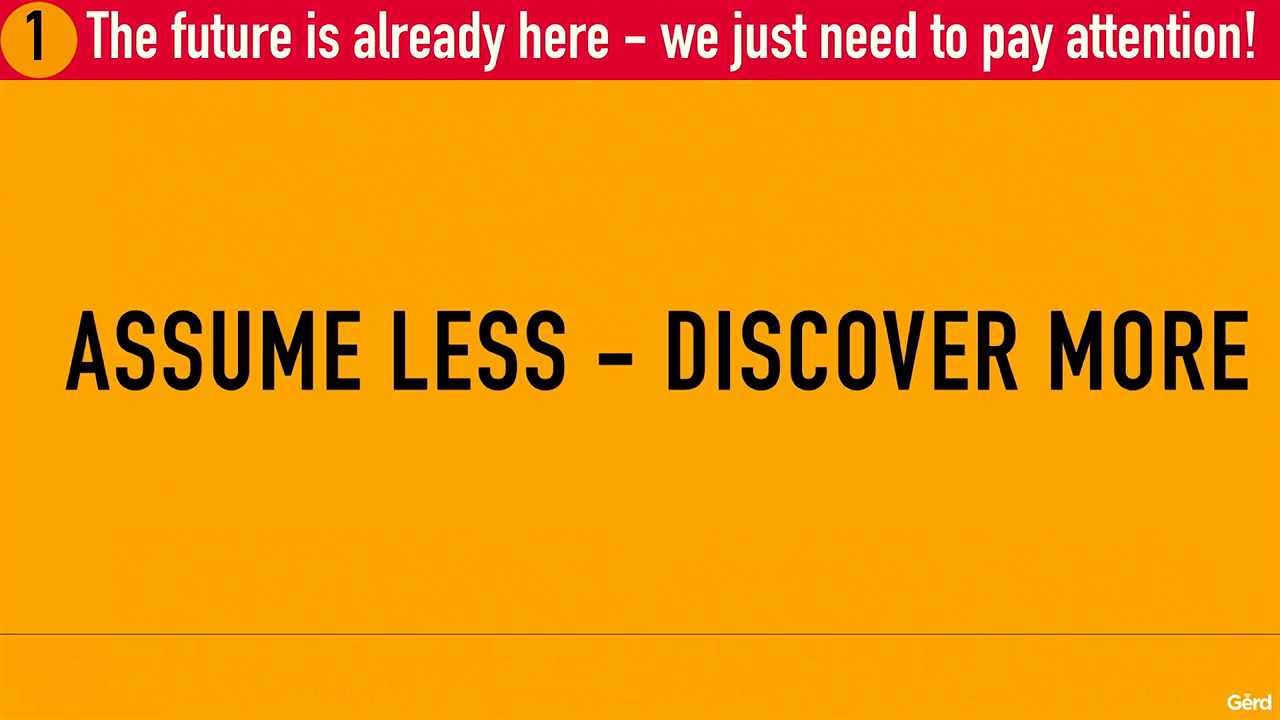 1 The future is already here – we just need to pay attention!
ASSUME LESS – DISCOVER MORE
Gerd